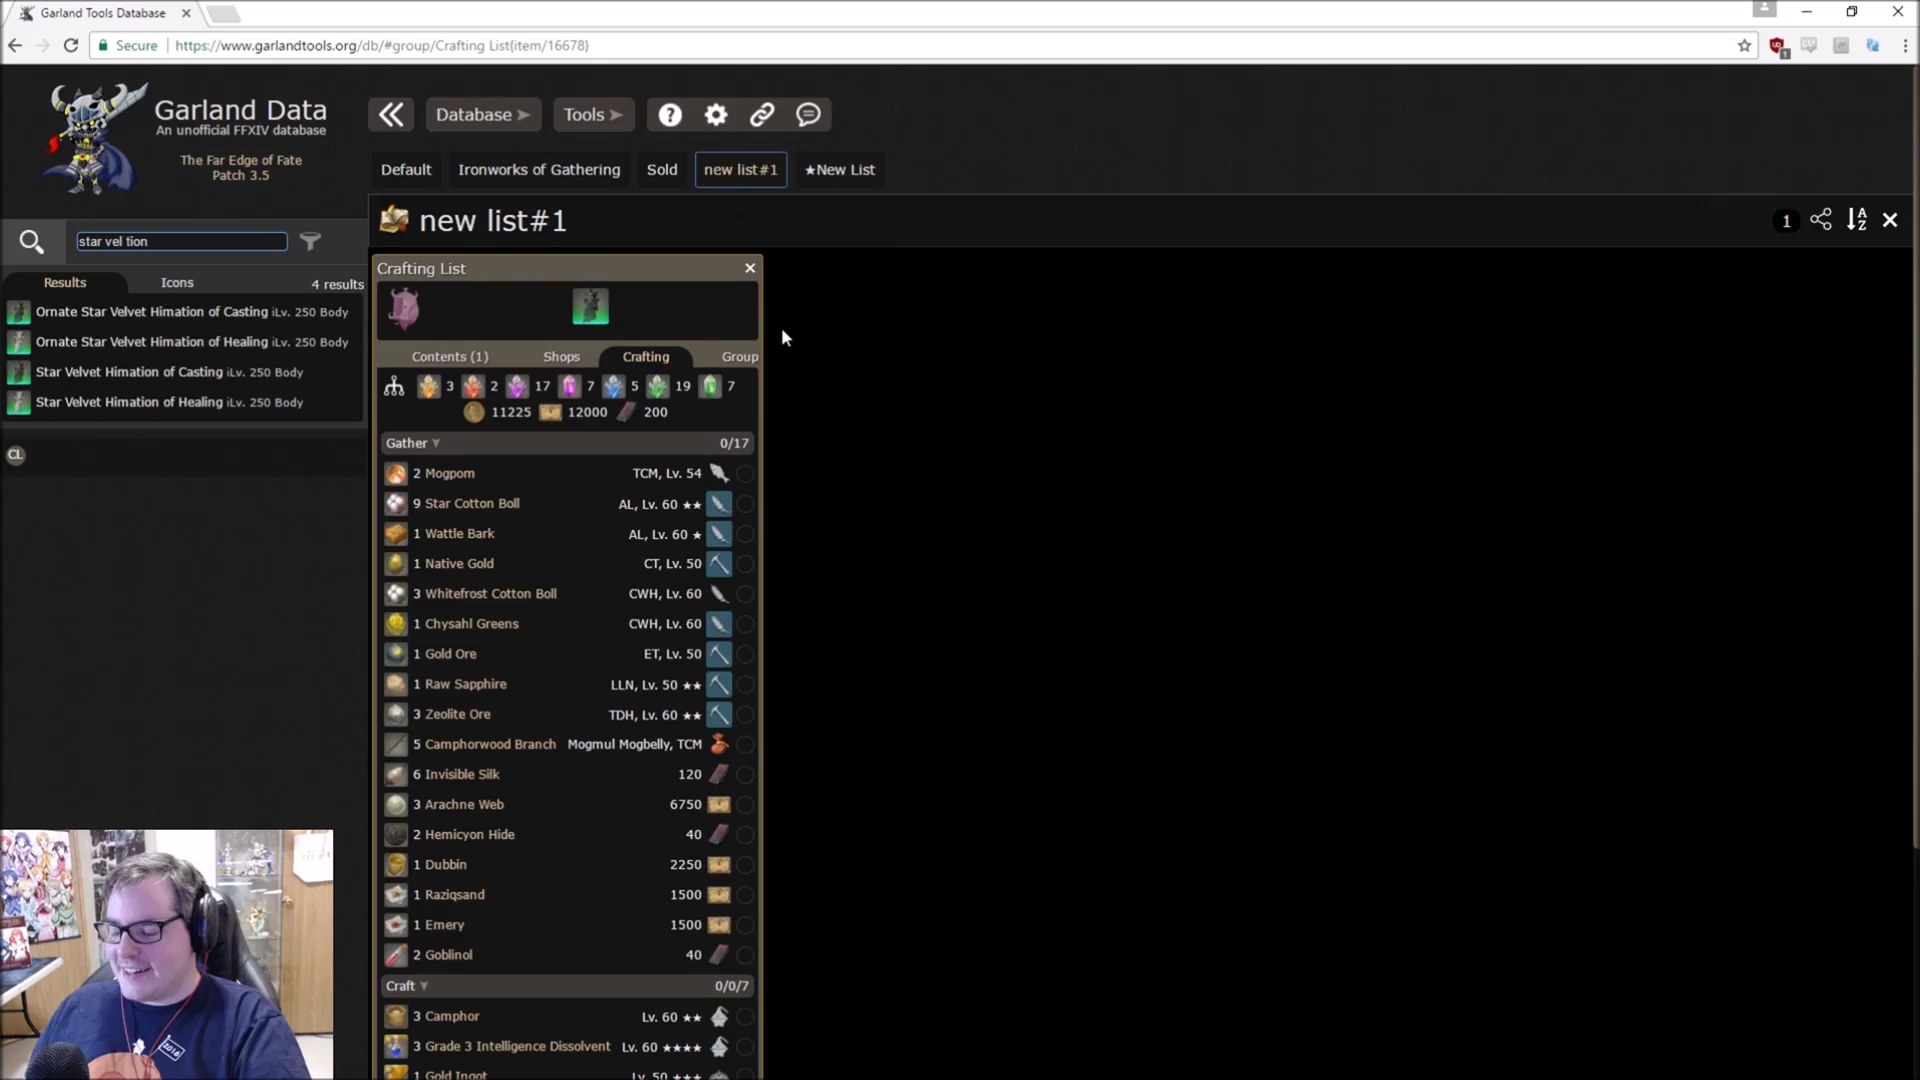 Garland Tools Database
Secure https://www.garlandtools.org/db/#group/Crafting List{item/16678}
Garland Data
An unofficial FFXIV database
The Far Edge of Fate
Patch 3.5
Database
Tools
Default
Ironworks of Gathering
Sold
new list#1
★New List
star vel tion
Results
Icons
4 results
Ornate Star Velvet Himation of Casting iLv. 250 Body
Ornate Star Velvet Himation of Healing iLv. 250 Body
Star Velvet Himation of Casting iLv. 250 Body
Star Velvet Himation of Healing iLv. 250 Body
CL
new list#1
1
Crafting List
Contents (1)
Shops
Crafting
Group
3 2 17 7 5 19 7
11225 12000 200
Gather 0/17
2 Mogpom TCM, Lv. 54
9 Star Cotton Boll AL, Lv. 60 ★★
1 Wattle Bark AL, Lv. 60 ★
1 Native Gold CT, Lv. 50
3 Whitefrost Cotton Boll CWH, Lv. 60
1 Chysahl Greens CWH, Lv. 60
1 Gold Ore ET, Lv. 50
1 Raw Sapphire LLN, Lv. 50 ★★
3 Zeolite Ore TDH, Lv. 60 ★★
5 Camphorwood Branch Mogmul Mogbelly, TCM
6 Invisible Silk 120
3 Arachne Web 6750
2 Hemicyon Hide 40
1 Dubbin 2250
1 Raziqsand 1500
1 Emery 1500
2 Goblinol 40
Craft 0/0/7
3 Camphor Lv. 60 ★★
3 Grade 3 Intelligence Dissolvent Lv. 60 ★★★★
1 Gold Ingot Lv. 50 ★★★
2016